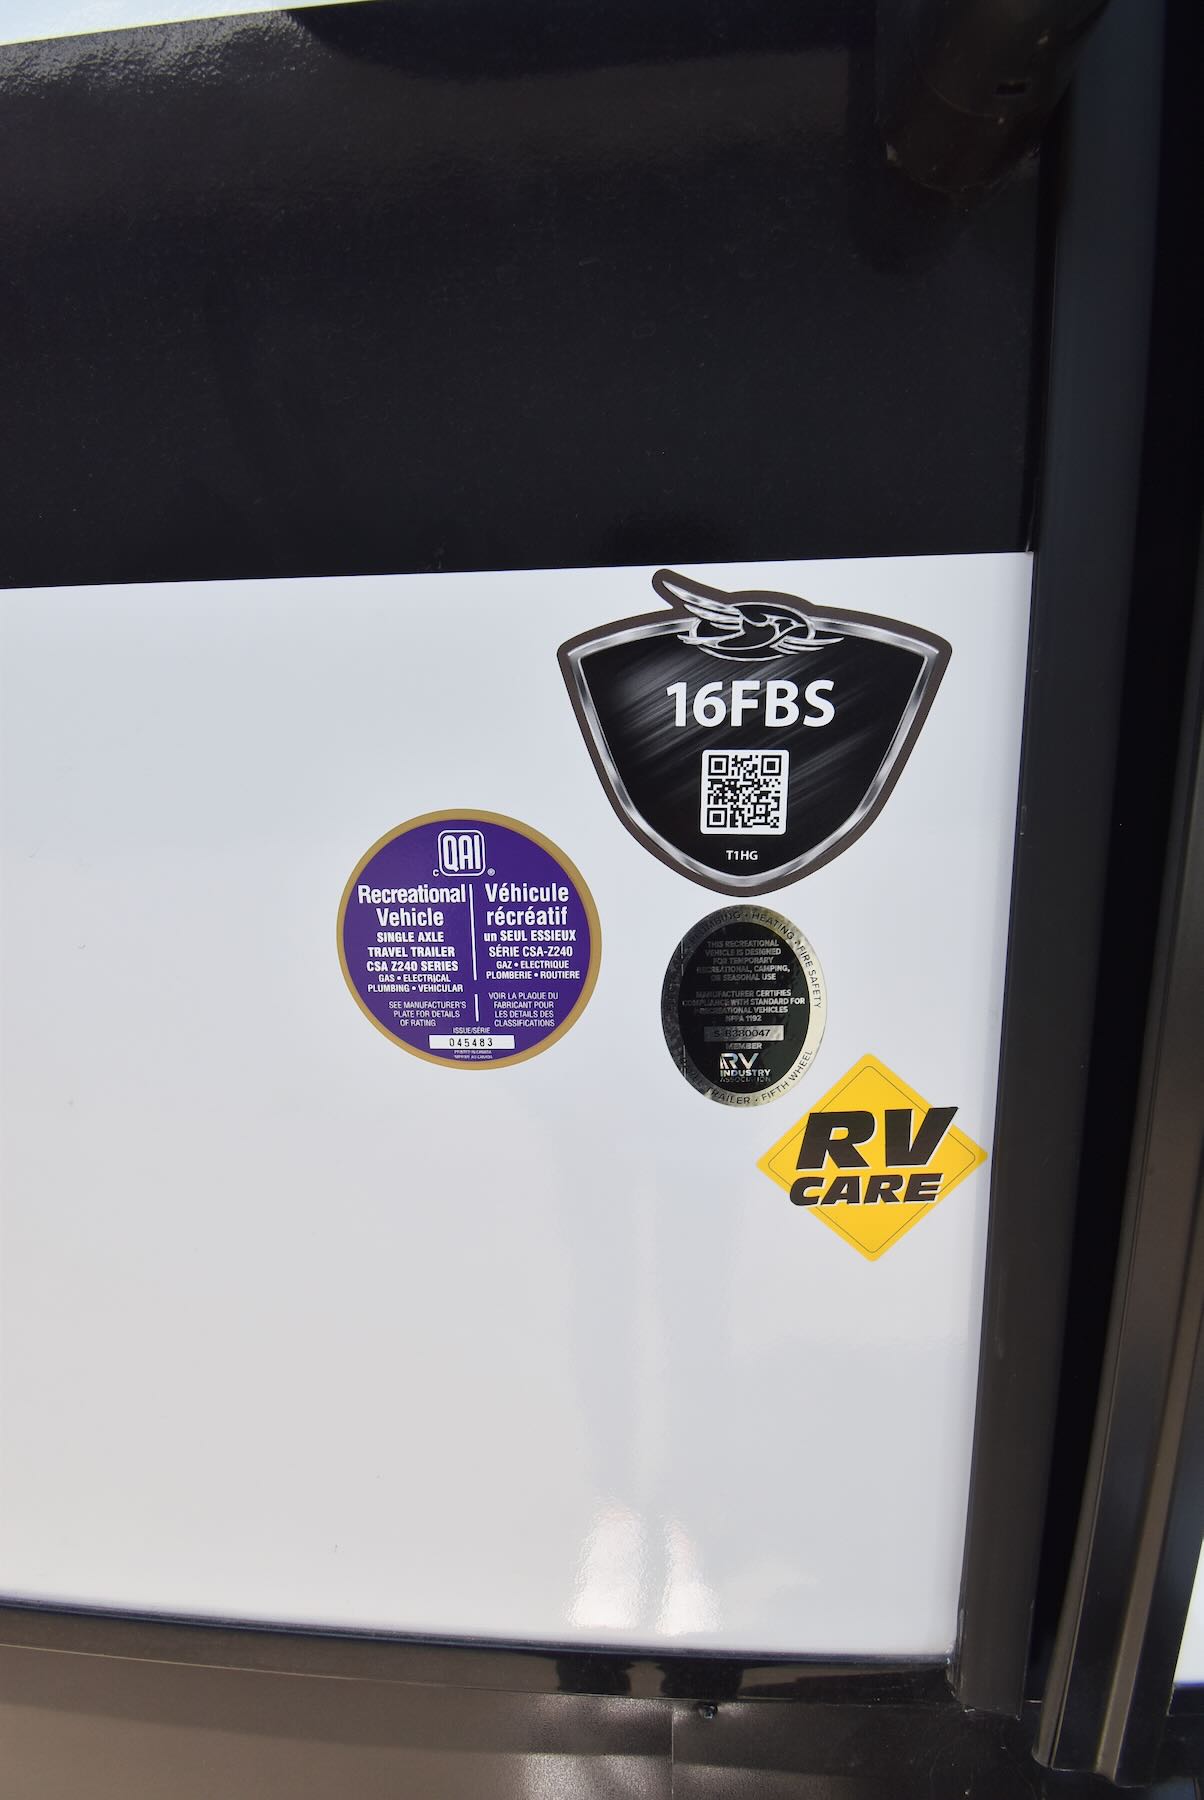 16FBS
T1HG
QAI
C ®
Recreational
Vehicle
SINGLE AXLE
TRAVEL TRAILER
CSA Z240 SERIES
GAS • ELECTRICAL
PLUMBING • VEHICULAR
SEE MANUFACTURER'S
PLATE FOR DETAILS
OF RATING
Véhicule
récréatif
un SEUL ESSIEUX
SÉRIE CSA-Z240
GAZ • ELECTRIQUE
PLOMBERIE • ROUTIERE
VOIR LA PLAQUE DU
FABRICANT POUR
LES DETAILS DES
CLASSIFICATIONS
ISSUE/SÉRIE
045483
PRINTED IN CANADA
HEATING • FIRE SAFETY
THIS RECREATIONAL
VEHICLE IS DESIGNED
FOR TEMPORARY
RECREATIONAL, CAMPING,
OR SEASONAL USE
MANUFACTURER CERTIFIES
COMPLIANCE WITH STANDARD FOR
RECREATIONAL VEHICLES
NFPA 1192
MEMBER
RV
INDUSTRY
ASSOCIATION
TRAILER • FIFTH WHEEL
RV
CARE